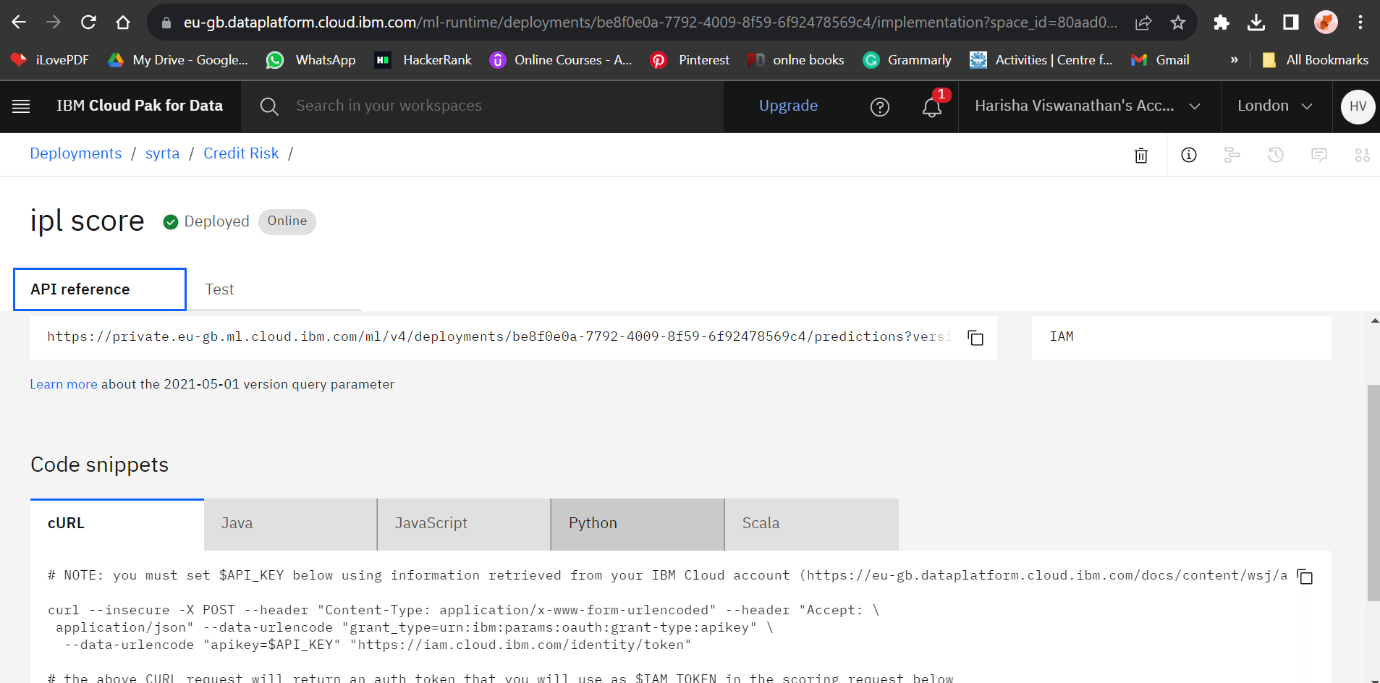 eu-gb.dataplatform.cloud.ibm.com/ml-runtime/deployments/be8f0e0a-7792-4009-8f59-6f92478569c4/implementation?space_id=80aad0...
iLovePDF My Drive - Google... WhatsApp HackerRank Online Courses - A... Pinterest onlne books Grammarly Activities | Centre f... Gmail » All Bookmarks
IBM Cloud Pak for Data Search in your workspaces Upgrade 1 Harisha Viswanathan's Acc... London HV
Deployments / syrta / Credit Risk /
ipl score Deployed Online
API reference Test
https://private.eu-gb.ml.cloud.ibm.com/ml/v4/deployments/be8f0e0a-7792-4009-8f59-6f92478569c4/predictions?versi IAM
Learn more about the 2021-05-01 version query parameter
Code snippets
cURL Java JavaScript Python Scala
# NOTE: you must set $API_KEY below using information retrieved from your IBM Cloud account (https://eu-gb.dataplatform.cloud.ibm.com/docs/content/wsj/a
curl --insecure -X POST --header "Content-Type: application/x-www-form-urlencoded" --header "Accept: \
application/json" --data-urlencode "grant_type=urn:ibm:params:oauth:grant-type:apikey" \
--data-urlencode "apikey=$API_KEY" "https://iam.cloud.ibm.com/identity/token"
# the above CURL request will return an auth token that you will use as $IAM_TOKEN in the scoring request below